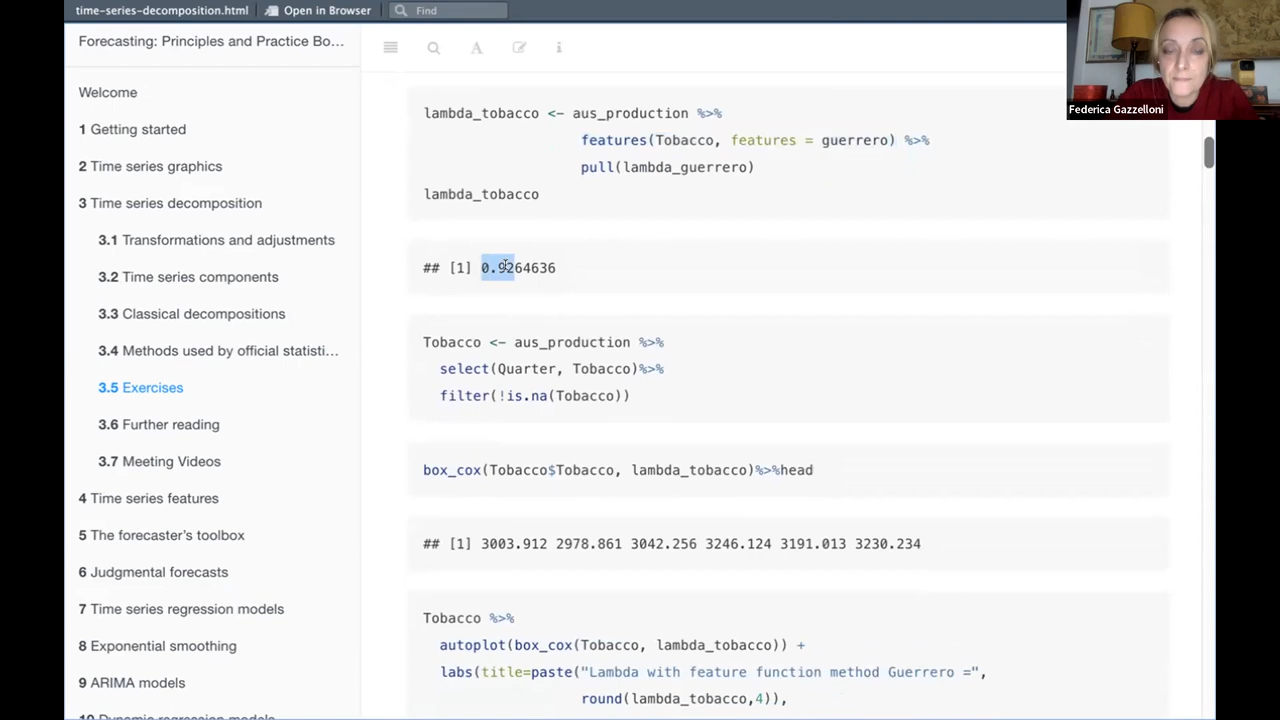 time-series-decomposition.html
Open in Browser
Find
Forecasting: Principles and Practice Bo...
Welcome
1 Getting started
2 Time series graphics
3 Time series decomposition
3.1 Transformations and adjustments
3.2 Time series components
3.3 Classical decompositions
3.4 Methods used by official statisti...
3.5 Exercises
3.6 Further reading
3.7 Meeting Videos
4 Time series features
5 The forecaster's toolbox
6 Judgmental forecasts
7 Time series regression models
8 Exponential smoothing
9 ARIMA models
10 Dynamic regression models
A
i
lambda_tobacco <- aus_production %>%
features(Tobacco, features = guerrero) %>%
pull(lambda_guerrero)
lambda_tobacco
## [1] 0.9264636
Tobacco <- aus_production %>%
select(Quarter, Tobacco)%>%
filter(!is.na(Tobacco))
box_cox(Tobacco$Tobacco, lambda_tobacco)%>%head
## [1] 3003.912 2978.861 3042.256 3246.124 3191.013 3230.234
Tobacco %>%
autoplot(box_cox(Tobacco, lambda_tobacco)) +
labs(title=paste("Lambda with feature function method Guerrero =",
round(lambda_tobacco,4)),
Federica Gazzelloni